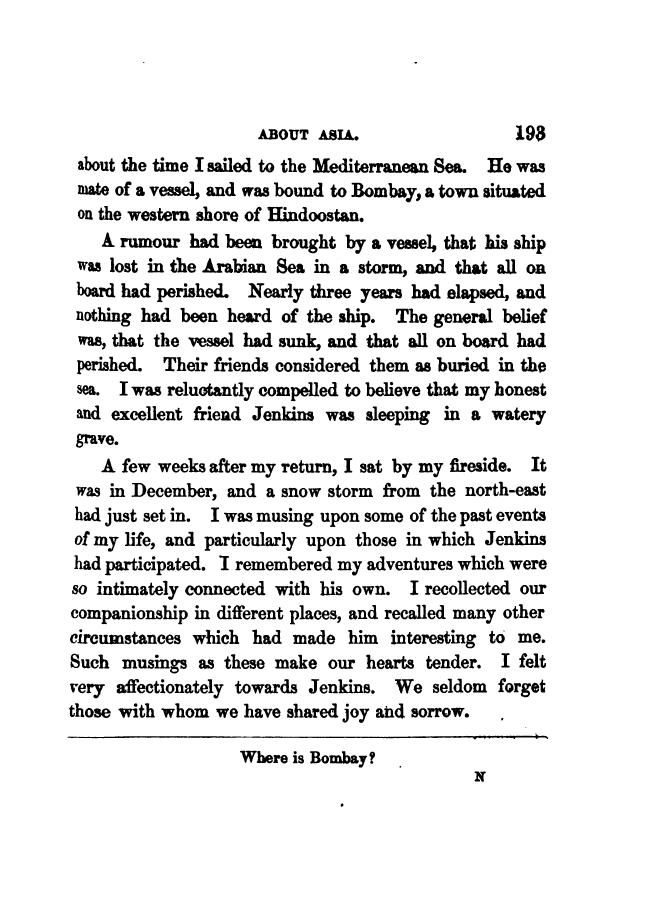 ABOUT ASIA. 193
about the time I sailed to the Mediterranean Sea. He was
mate of a vessel, and was bound to Bombay, a town situated
on the western shore of Hindoostan.
A rumour had been brought by a vessel, that his ship
was lost in the Arabian Sea in a storm, and that all on
board had perished. Nearly three years had elapsed, and
nothing had been heard of the ship. The general belief
was, that the vessel had sunk, and that all on board had
perished. Their friends considered them as buried in the
sea. I was reluctantly compelled to believe that my honest
and excellent friend Jenkins was sleeping in a watery
grave.
A few weeks after my return, I sat by my fireside. It
was in December, and a snow storm from the north-east
had just set in. I was musing upon some of the past events
of my life, and particularly upon those in which Jenkins
had participated. I remembered my adventures which were
so intimately connected with his own. I recollected our
companionship in different places, and recalled many other
circumstances which had made him interesting to me.
Such musings as these make our hearts tender. I felt
very affectionately towards Jenkins. We seldom forget
those with whom we have shared joy and sorrow.
Where is Bombay?
N